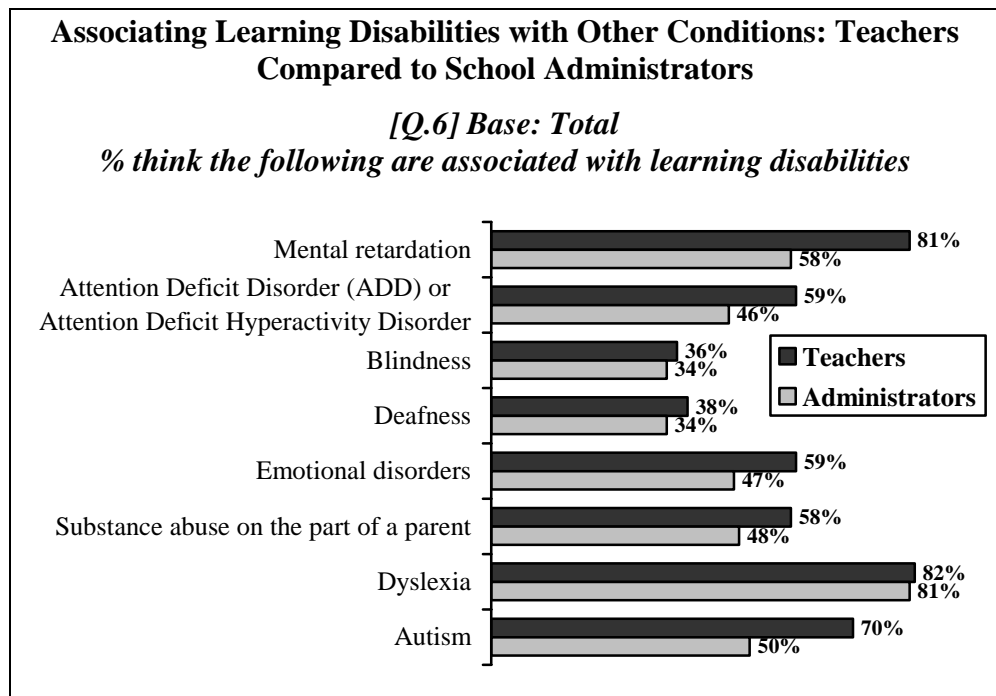 Associating Learning Disabilities with Other Conditions: Teachers
Compared to School Administrators
[Q.6] Base: Total
% think the following are associated with learning disabilities
Mental retardation
81%
58%
Attention Deficit Disorder (ADD) or
Attention Deficit Hyperactivity Disorder
59%
46%
Blindness
36%
34%
Deafness
38%
34%
Emotional disorders
59%
47%
Substance abuse on the part of a parent
58%
48%
Dyslexia
82%
81%
Autism
70%
50%
Teachers
Administrators